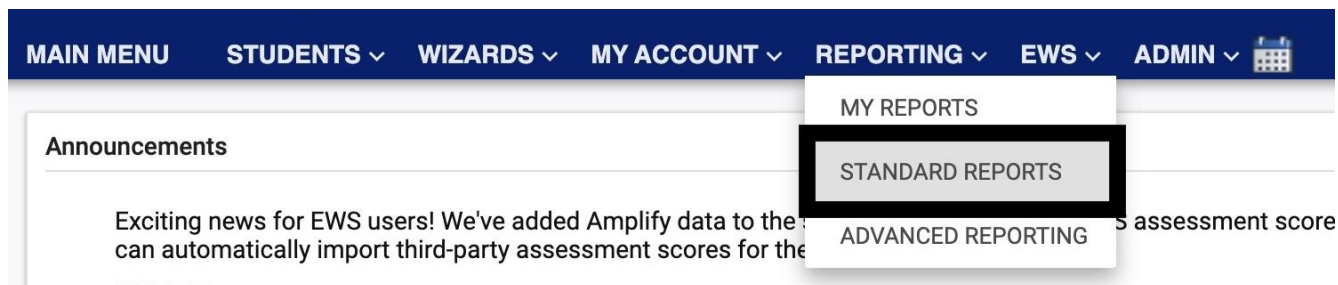 MAIN MENU STUDENTS WIZARDS MY ACCOUNT REPORTING EWS ADMIN
MY REPORTS
Announcements
STANDARD REPORTS
Exciting news for EWS users! We've added Amplify data to the assessment score
ADVANCED REPORTING
can automatically import third-party assessment scores for the